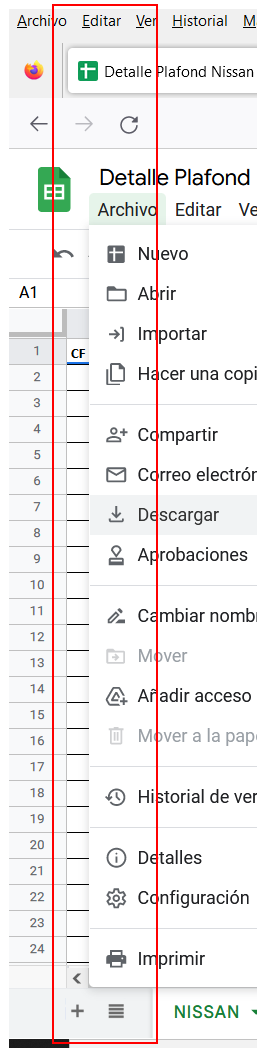 Archivo Editar Ver Historial
Detalle Plafond Nissan
Detalle Plafond
Archivo Editar
A1
Nuevo
Abrir
1 CF Importar
2 Hacer una copi
3
4 Compartir
5
6 Correo electrón
7 Descargar
8
9 Aprobaciones
10
11 Cambiar nomb
12
13 Mover
14 Añadir acceso
15
16 Mover a la pap
17
18 Historial de ver
19
20 Detalles
21
22 Configuración
23
24 Imprimir
NISSAN